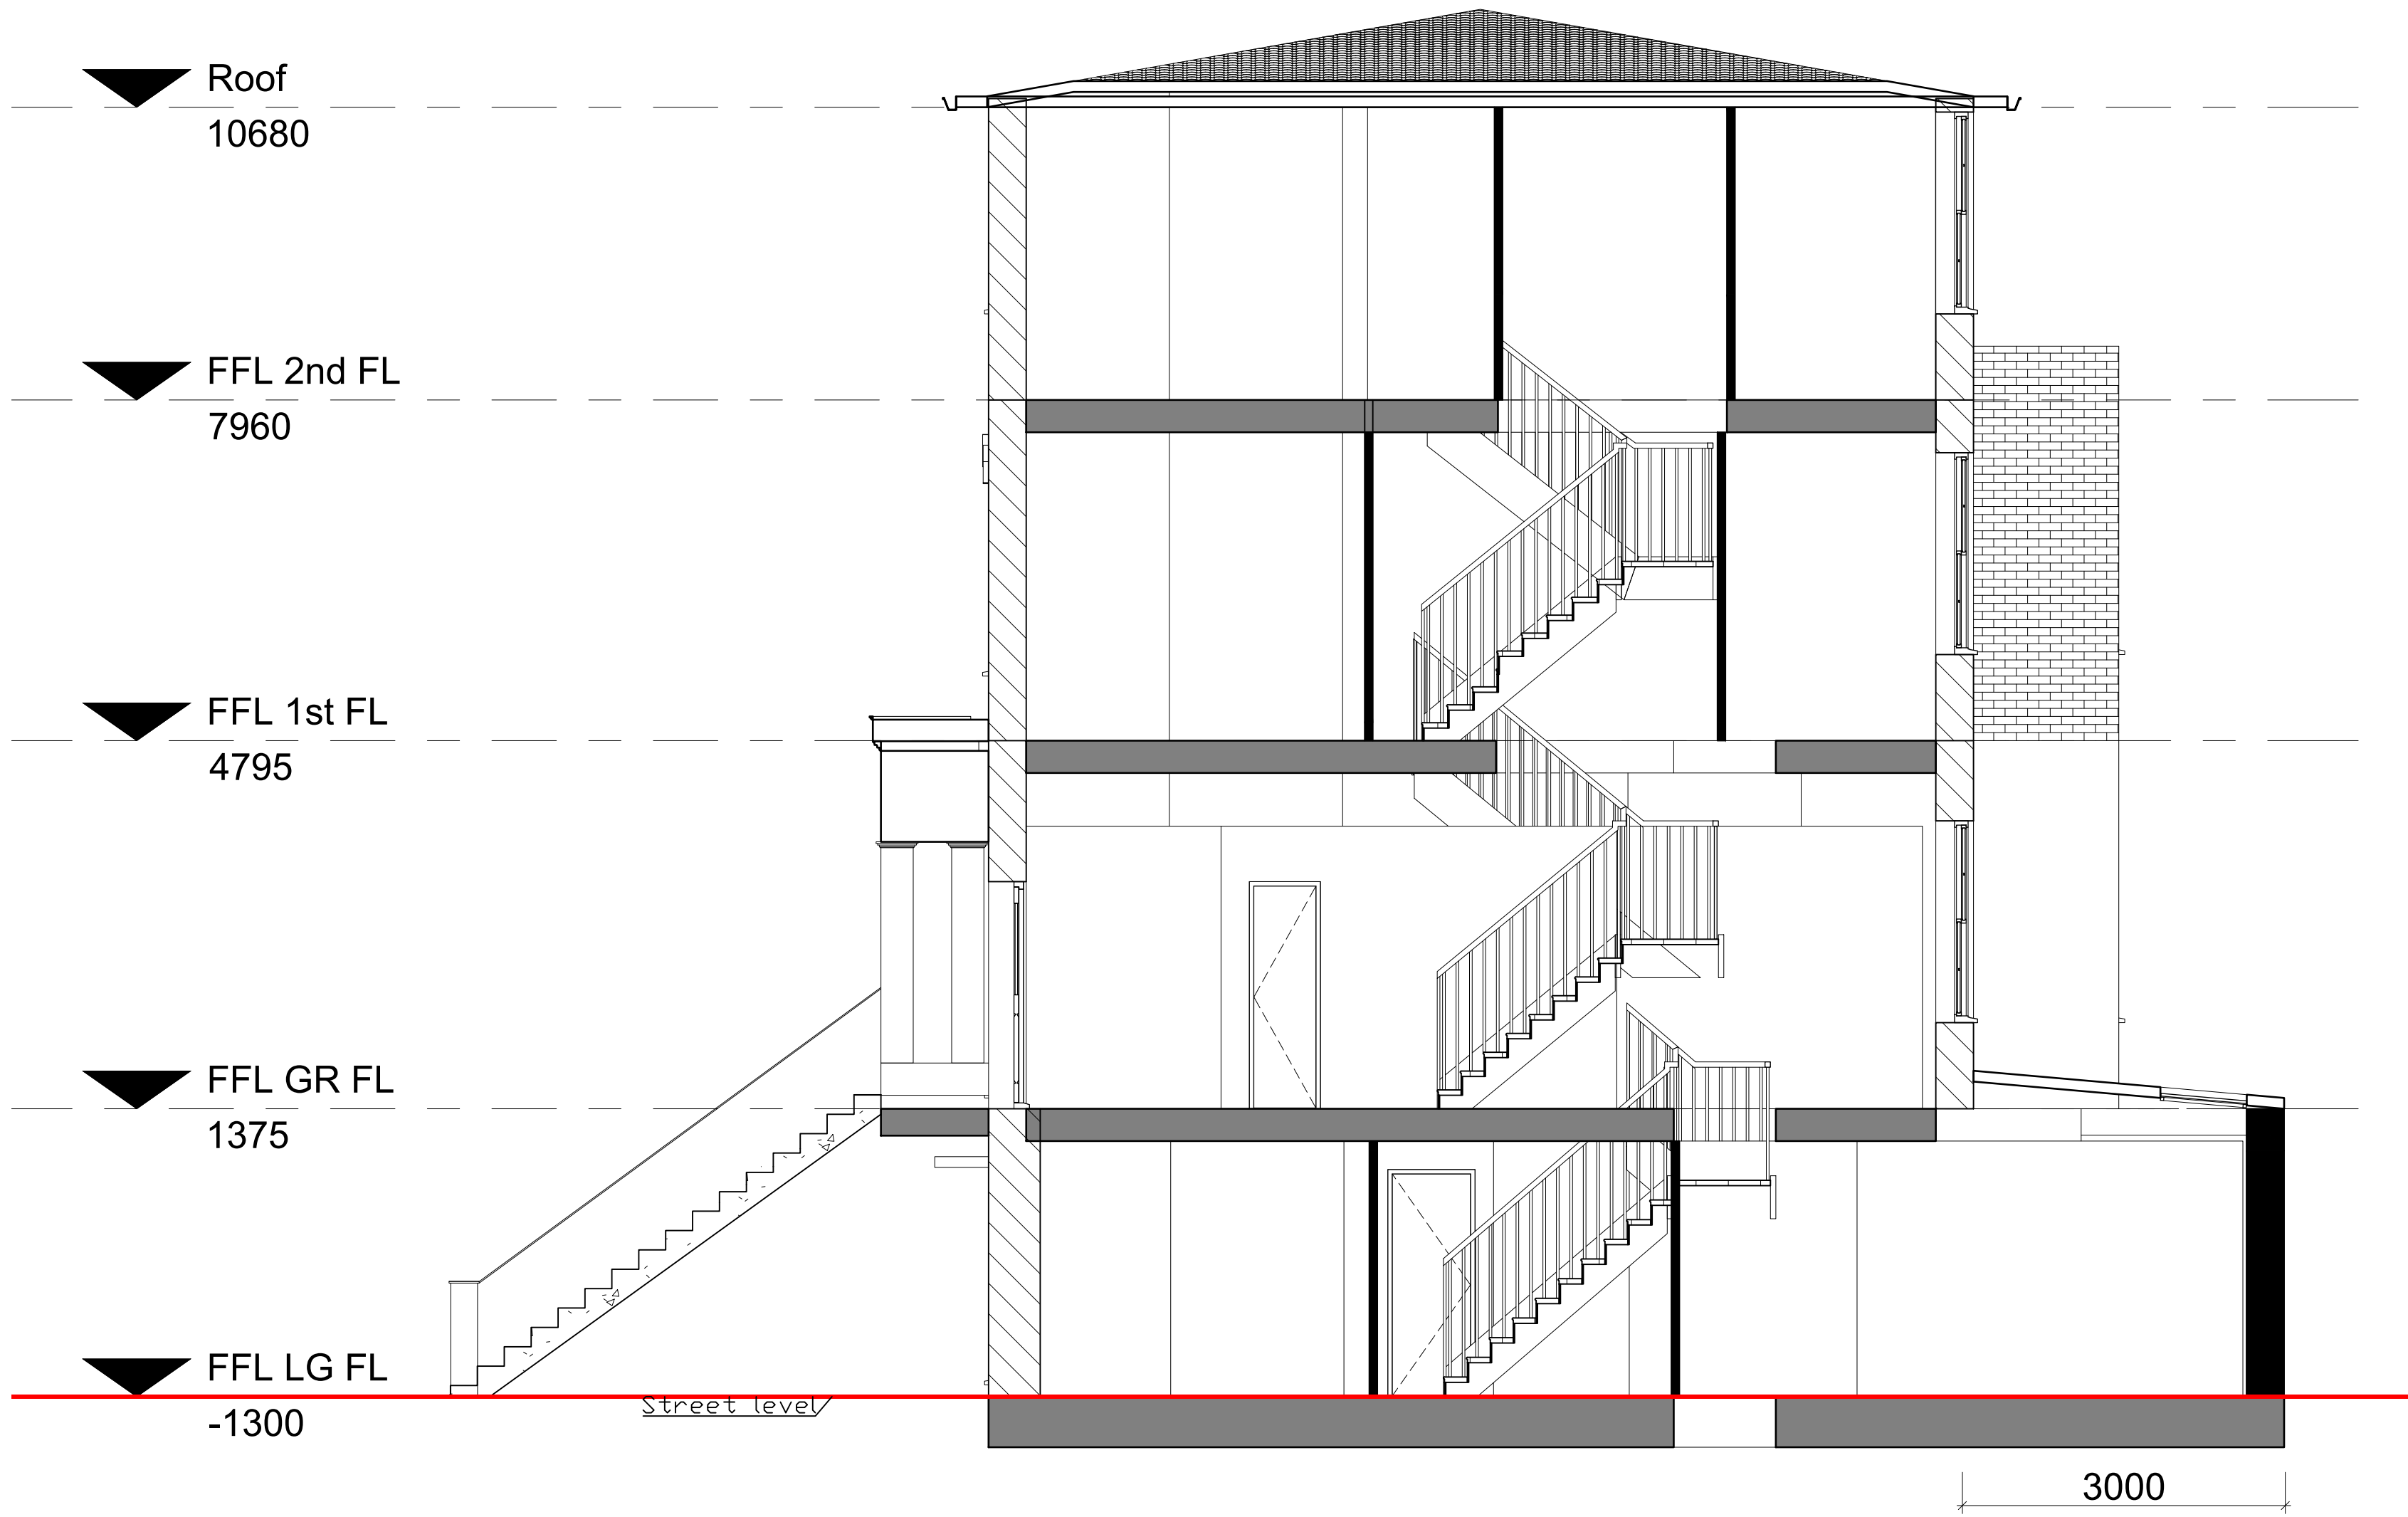 Roof
10680
FFL 2nd FL
7960
FFL 1st FL
4795
FFL GR FL
1375
FFL LG FL
-1300
Street level
3000